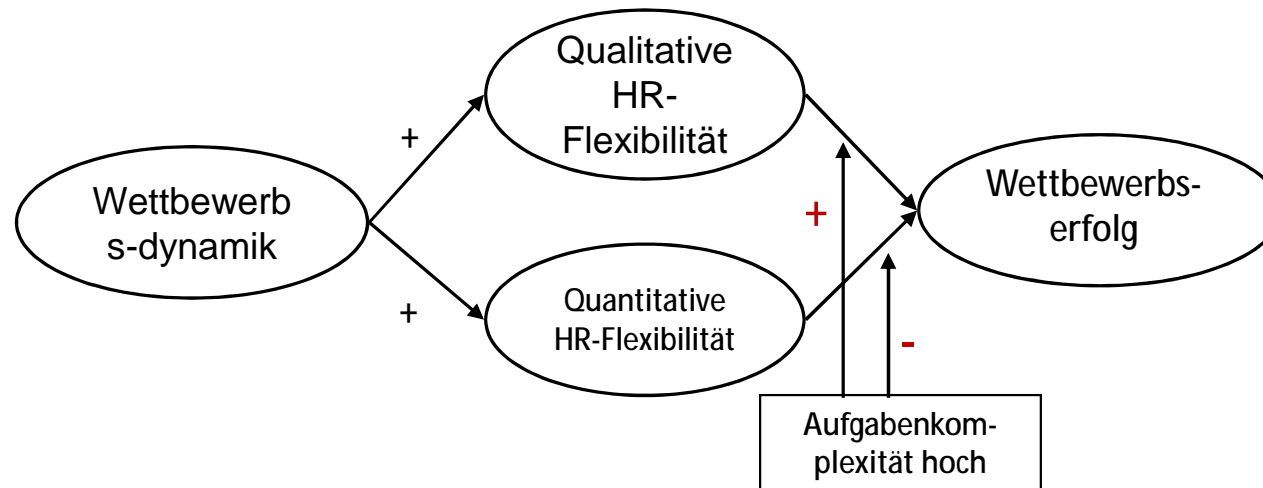 Qualitative
HR-
Flexibilität
+
Wettbewerb
s-dynamik
+
Wettbewerbs-
erfolg
+
Quantitative
HR-Flexibilität
-
Aufgabenkom-
plexität hoch